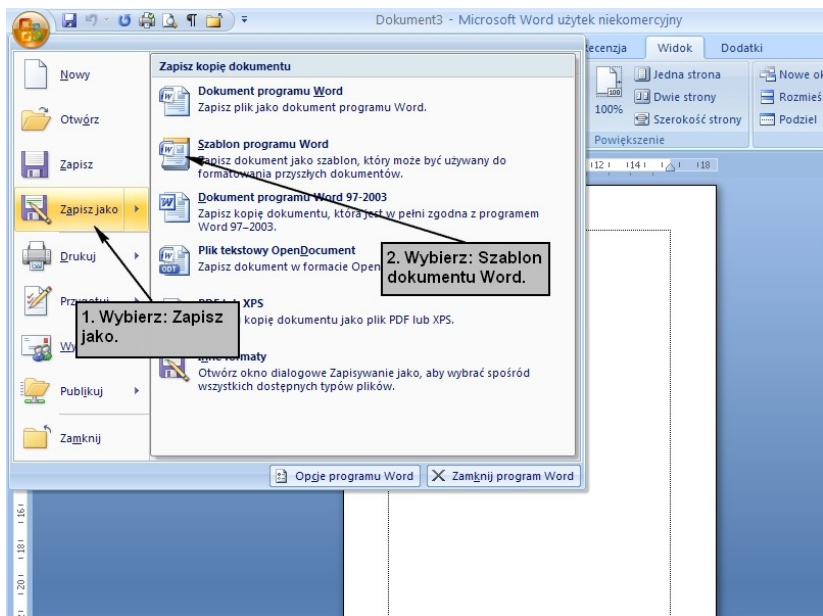 Dokument3 - Microsoft Word użytek niekomercyjny
Recenzja Widok Dodatki
Nowy
Otwórz
Zapisz
Zapisz jako
Drukuj
Zamknij
Publikuj
Zapisz kopię dokumentu
Dokument programu Word
Zapisz plik jako dokument programu Word.
Szablon programu Word
Zapisz dokument jako szablon, który może być używany do
formatowania przyszłych dokumentów.
Dokument programu Word 97-2003
Zapisz kopię dokumentu, która jest w pełni zgodna z programem
Word 97–2003.
Plik tekstowy OpenDocument
Zapisz dokument w formacie Open
XPS
kopię dokumentu jako plik PDF lub XPS.
Inne formaty
Otwórz okno dialogowe Zapisywanie jako, aby wybrać spośród
wszystkich dostępnych typów plików.
1. Wybierz: Zapisz
jako.
2. Wybierz: Szablon
dokumentu Word.
Opcje programu Word
Zamknij program Word
100%
Jedna strona
Dwie strony
Szerokość strony
Powiększenie
Nowe
Podziel
ODT